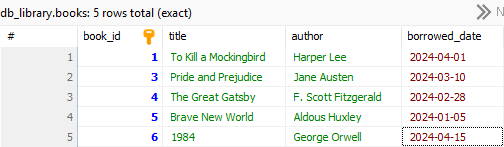 db_library.books: 5 rows total (exact)
# book_id title author borrowed_date
1 1 To Kill a Mockingbird Harper Lee 2024-04-01
2 3 Pride and Prejudice Jane Austen 2024-03-10
3 4 The Great Gatsby F. Scott Fitzgerald 2024-02-28
4 5 Brave New World Aldous Huxley 2024-01-05
5 6 1984 George Orwell 2024-04-15